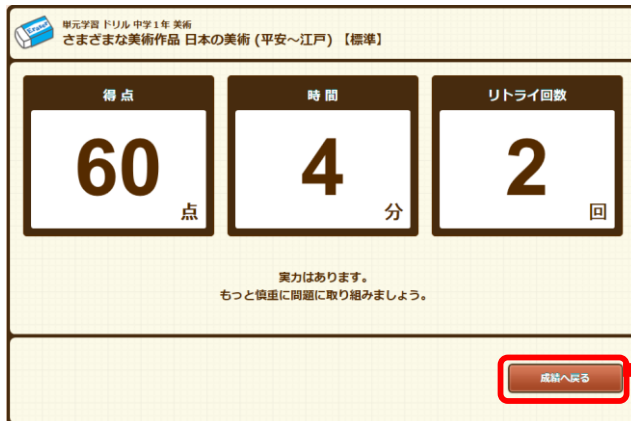 Eraser
単元学習 ドリル 中学1年 美術
さまざまな美術作品 日本の美術 (平安～江戸) 【標準】
得点
60
点
時間
4
分
リトライ回数
2
回
実力はあります。
もっと慎重に問題に取り組みましょう。
成績へ戻る